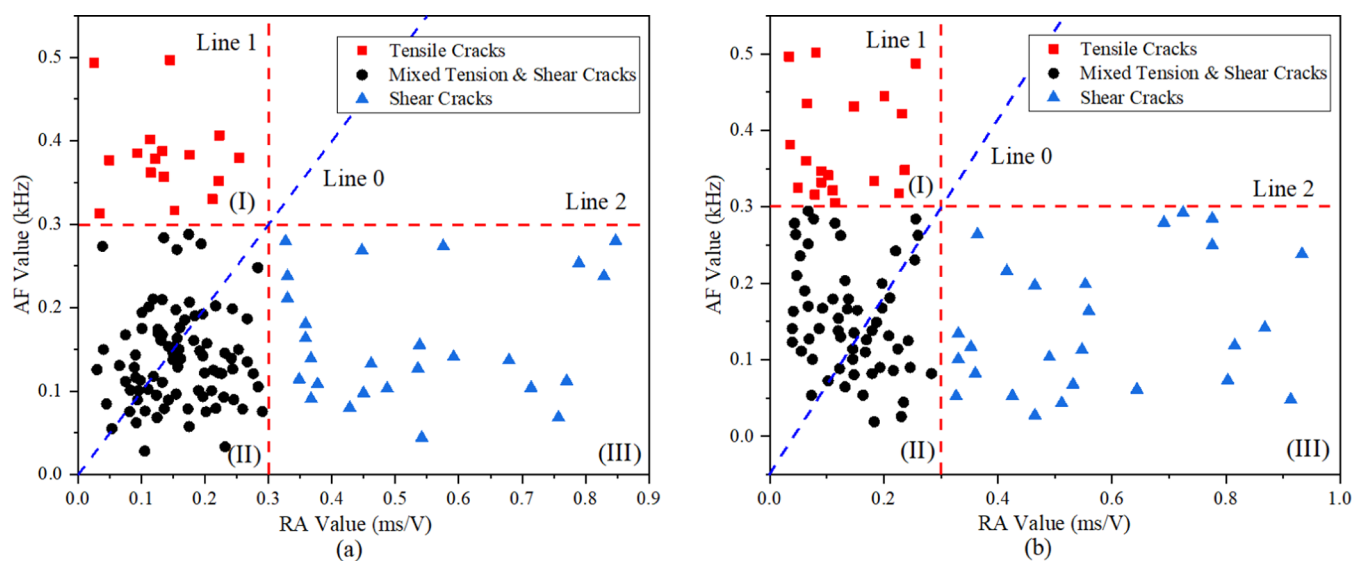 Line 1
Tensile Cracks
Mixed Tension & Shear Cracks
Shear Cracks
Line 0
Line 2
(I)
(II)
(III)
0.5
0.4
0.3
0.2
0.1
0.0
AF Value (kHz)
0.0 0.1 0.2 0.3 0.4 0.5 0.6 0.7 0.8 0.9
RA Value (ms/V)
(a)
Line 1
Tensile Cracks
Mixed Tension & Shear Cracks
Shear Cracks
Line 0
Line 2
(I)
(II)
(III)
0.5
0.4
0.3
0.2
0.1
0.0
AF Value (kHz)
0.0 0.2 0.4 0.6 0.8 1.0
RA Value (ms/V)
(b)